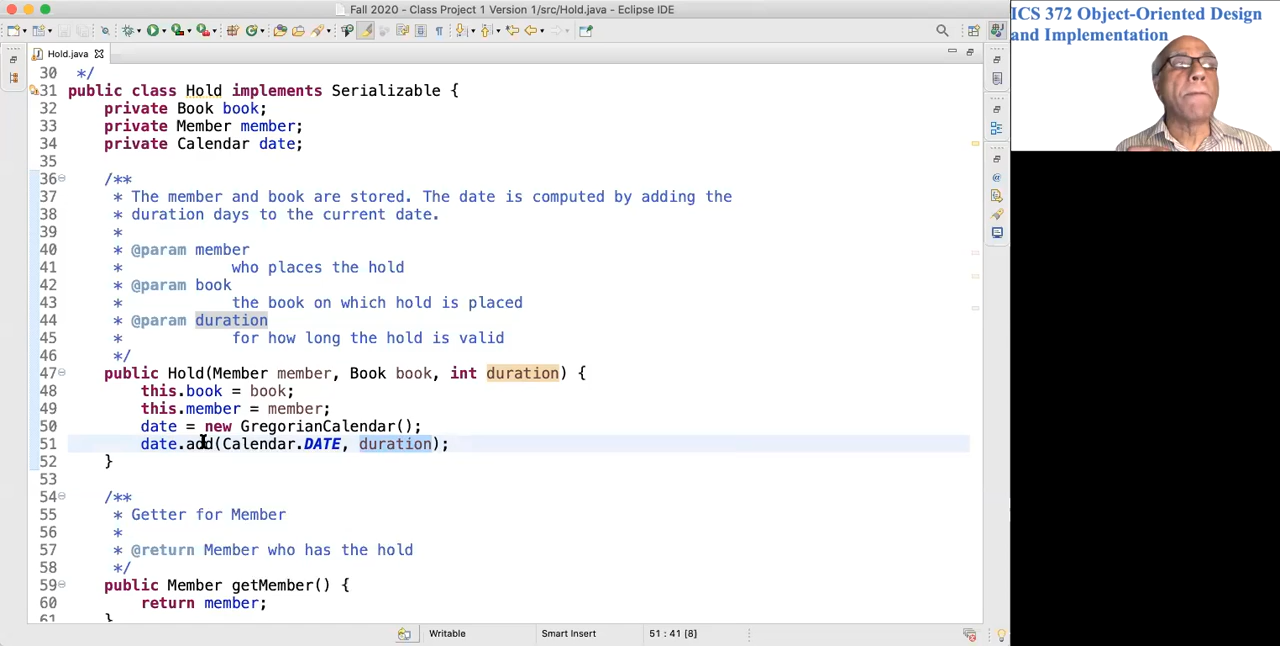 Fall 2020 - Class Project 1 Version 1/src/Hold.java - Eclipse IDE
ICS 372 Object-Oriented Design
and Implementation
Hold.java
30 */
31 public class Hold implements Serializable {
32 private Book book;
33 private Member member;
34 private Calendar date;
35
36 /**
37 * The member and book are stored. The date is computed by adding the
38 * duration days to the current date.
39 *
40 * @param member
41 * who places the hold
42 * @param book
43 * the book on which hold is placed
44 * @param duration
45 * for how long the hold is valid
46 */
47 public Hold(Member member, Book book, int duration) {
48 this.book = book;
49 this.member = member;
50 date = new GregorianCalendar();
51 date.add(Calendar.DATE, duration);
52 }
53
54 /**
55 * Getter for Member
56 *
57 * @return Member who has the hold
58 */
59 public Member getMember() {
60 return member;
61 }
Writable Smart Insert 51 : 41 [8]